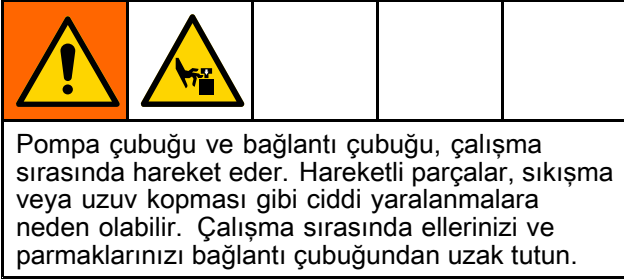 Pompa çubuğu ve bağlantı çubuğu, çalışma
sırasında hareket eder. Hareketli parçalar, sıkışma
veya uzuv kopması gibi ciddi yaralanmalara
neden olabilir. Çalışma sırasında ellerinizi ve
parmaklarınızı bağlantı çubuğundan uzak tutun.